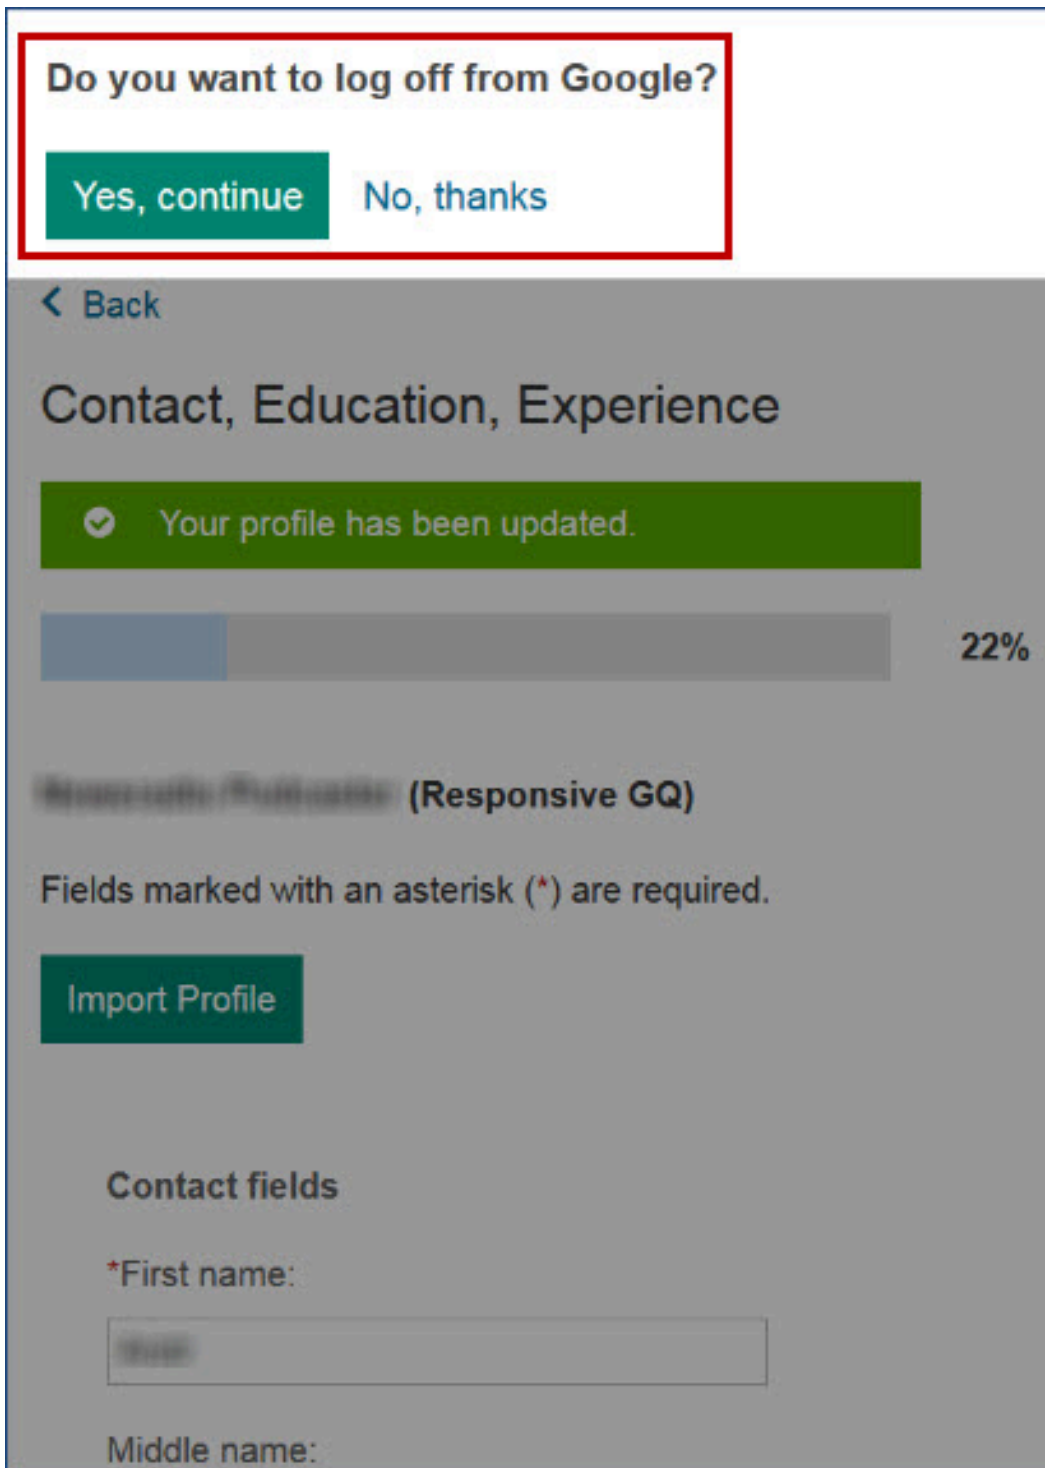 Do you want to log off from Google?
Yes, continue No, thanks
Back
Contact, Education, Experience
Your profile has been updated.
22%
(Responsive GQ)
Fields marked with an asterisk (*) are required.
Import Profile
Contact fields
*First name:
Middle name: